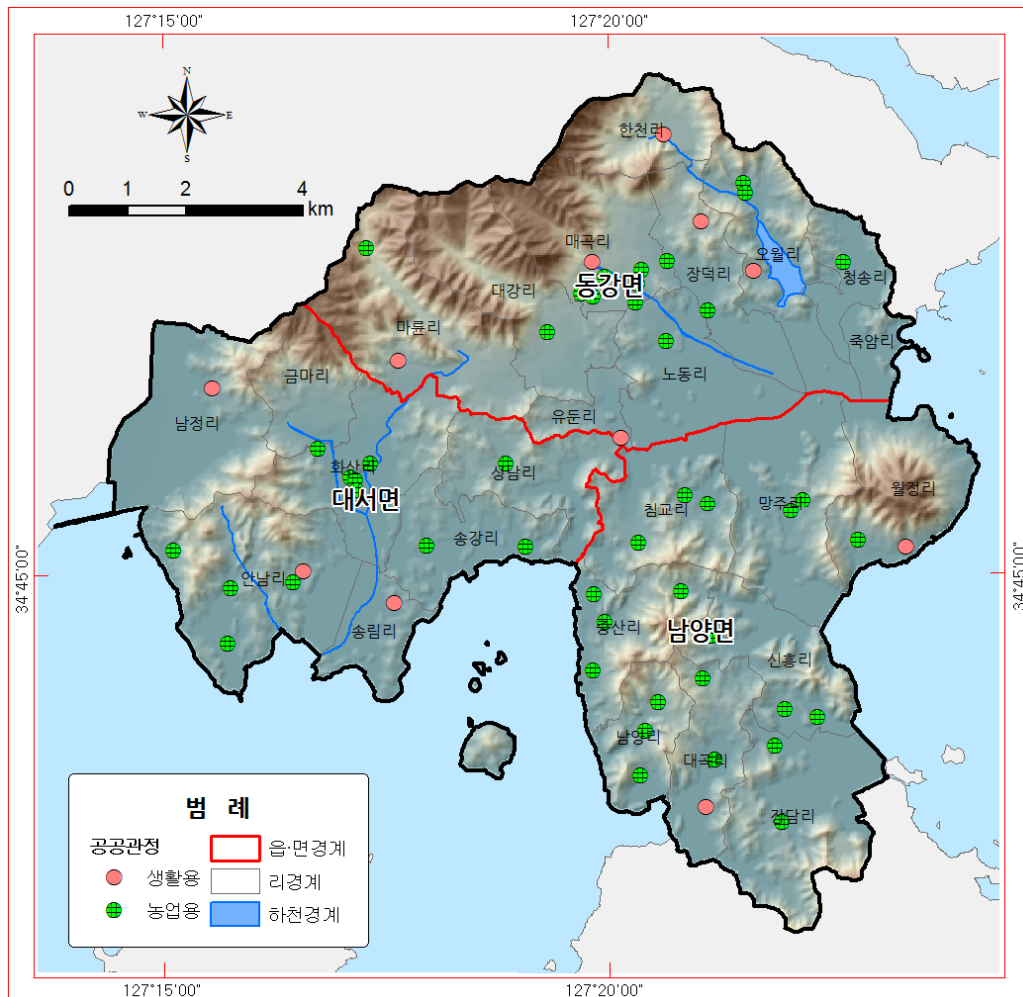 127°15'00" 127°20'00"
N
W E
S
0 1 2 4
km
한천리
매곡리
오월리
장덕리
청송리
동강면
대강리
마륜리
죽암리
금마리
노동리
남정리
유둔리
화산리
상남리
월정리
대서면
침교리
망주리
송강리
34°45'00" 34°45'00"
안남리
송림리
중산리
남양면
신흥리
남양리
대곡리
장담리
범 례
공공관정
읍·면경계
생활용
리경계
농업용
하천경계
127°15'00" 127°20'00"